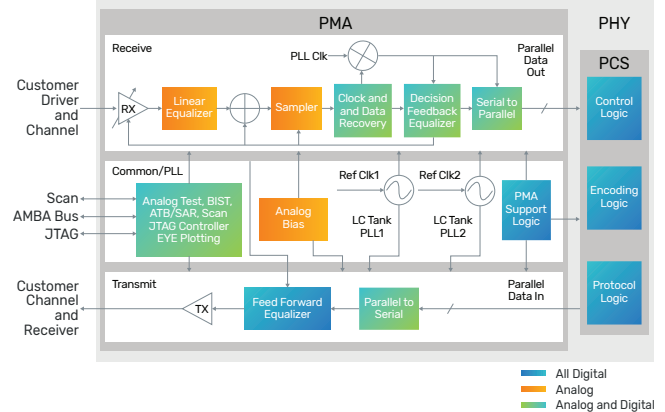 PMA
PHY
PCS
Receive
PLL Clk
Parallel
Data
Out
Customer
Driver
and
Channel
RX
Linear
Equalizer
Sampler
Clock and
and Data
Recovery
Decision
Feedback
Equalizer
Serial to
Parallel
Control
Logic
Common/PLL
Scan
AMBA Bus
JTAG
Analog Test, BIST,
ATB/SAR, Scan
JTAG Controller
EYE Plotting
Analog
Bias
Ref Clk1
LC Tank
PLL1
Ref Clk2
LC Tank
PLL2
PMA
Support
Logic
Encoding
Logic
Transmit
Customer
Channel
and
Receiver
TX
Feed Forward
Equalizer
Parallel to
Serial
Parallel
Data In
Protocol
Logic
All Digital
Analog
Analog and Digital